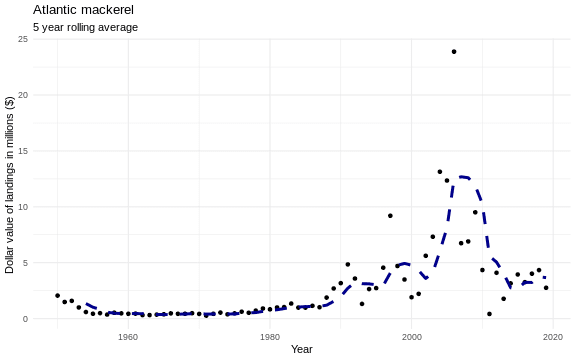 Atlantic mackerel
5 year rolling average
Dollar value of landings in millions ($)
25
20
15
10
5
0
1960
1980
2000
2020
Year